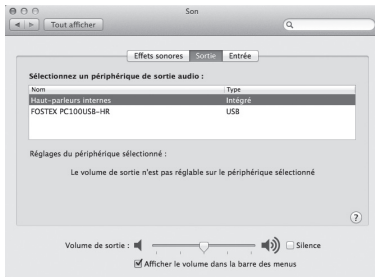 Son
Tout afficher
Effets sonores Sortie Entrée
Sélectionnez un périphérique de sortie audio :
Nom Type
Haut-parleurs internes Intégré
FOSTEX PC100USB-HR USB
Réglages du périphérique sélectionné :
Le volume de sortie n'est pas réglable sur le périphérique sélectionné
?
Volume de sortie : Silence
Afficher le volume dans la barre des menus